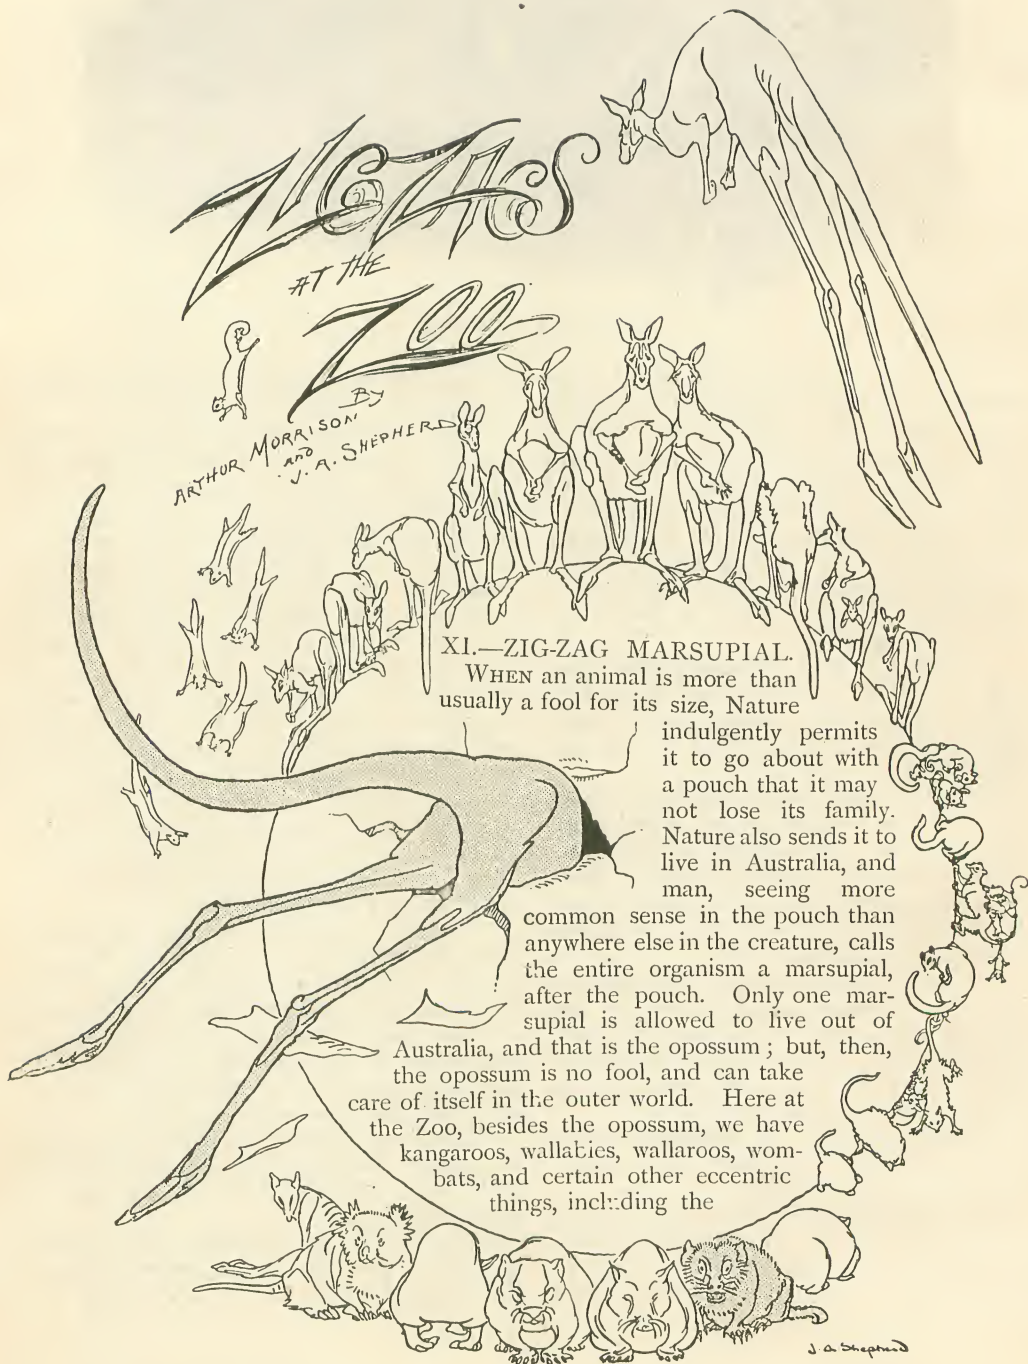 ZIG ZAGS
AT THE
ZOO
By
ARTHUR MORRISON
and
J. A. SHEPHERD
XI.—ZIG-ZAG MARSUPIAL.
WHEN an animal is more than
usually a fool for its size, Nature
indulgently permits
it to go about with
a pouch that it may
not lose its family.
Nature also sends it to
live in Australia, and
man, seeing more
common sense in the pouch than
anywhere else in the creature, calls
the entire organism a marsupial,
after the pouch. Only one mar-
supial is allowed to live out of
Australia, and that is the opossum; but, then,
the opossum is no fool, and can take
care of itself in the outer world. Here at
the Zoo, besides the opossum, we have
kangaroos, wallabies, wallaroos, wom-
bats, and certain other eccentric
things, including the
J. A. Shepherd